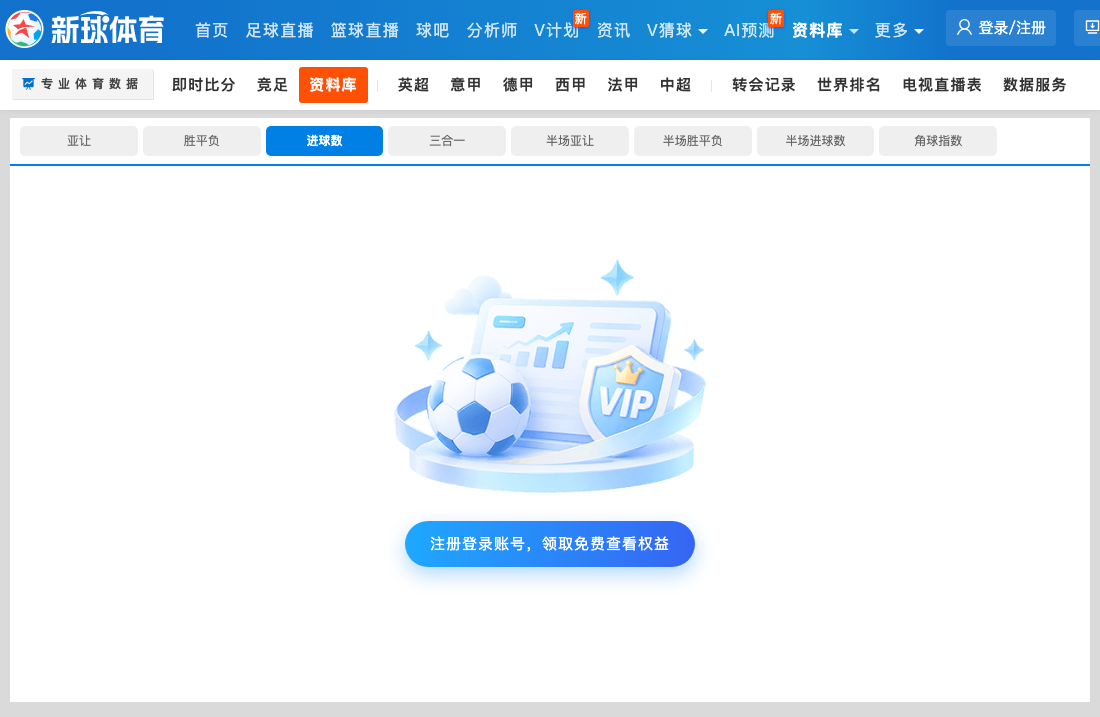 新球体育 首页 足球直播 篮球直播 球吧 分析师 V计划 新 资讯 V猜球 AI预测 新 资料库 更多 登录/注册
专业体育数据 即时比分 竞足 资料库 英超 意甲 德甲 西甲 法甲 中超 转会记录 世界排名 电视直播表 数据服务
亚让 胜平负 进球数 三合一 半场亚让 半场胜平负 半场进球数 角球指数
VIP
注册登录账号，领取免费查看权益